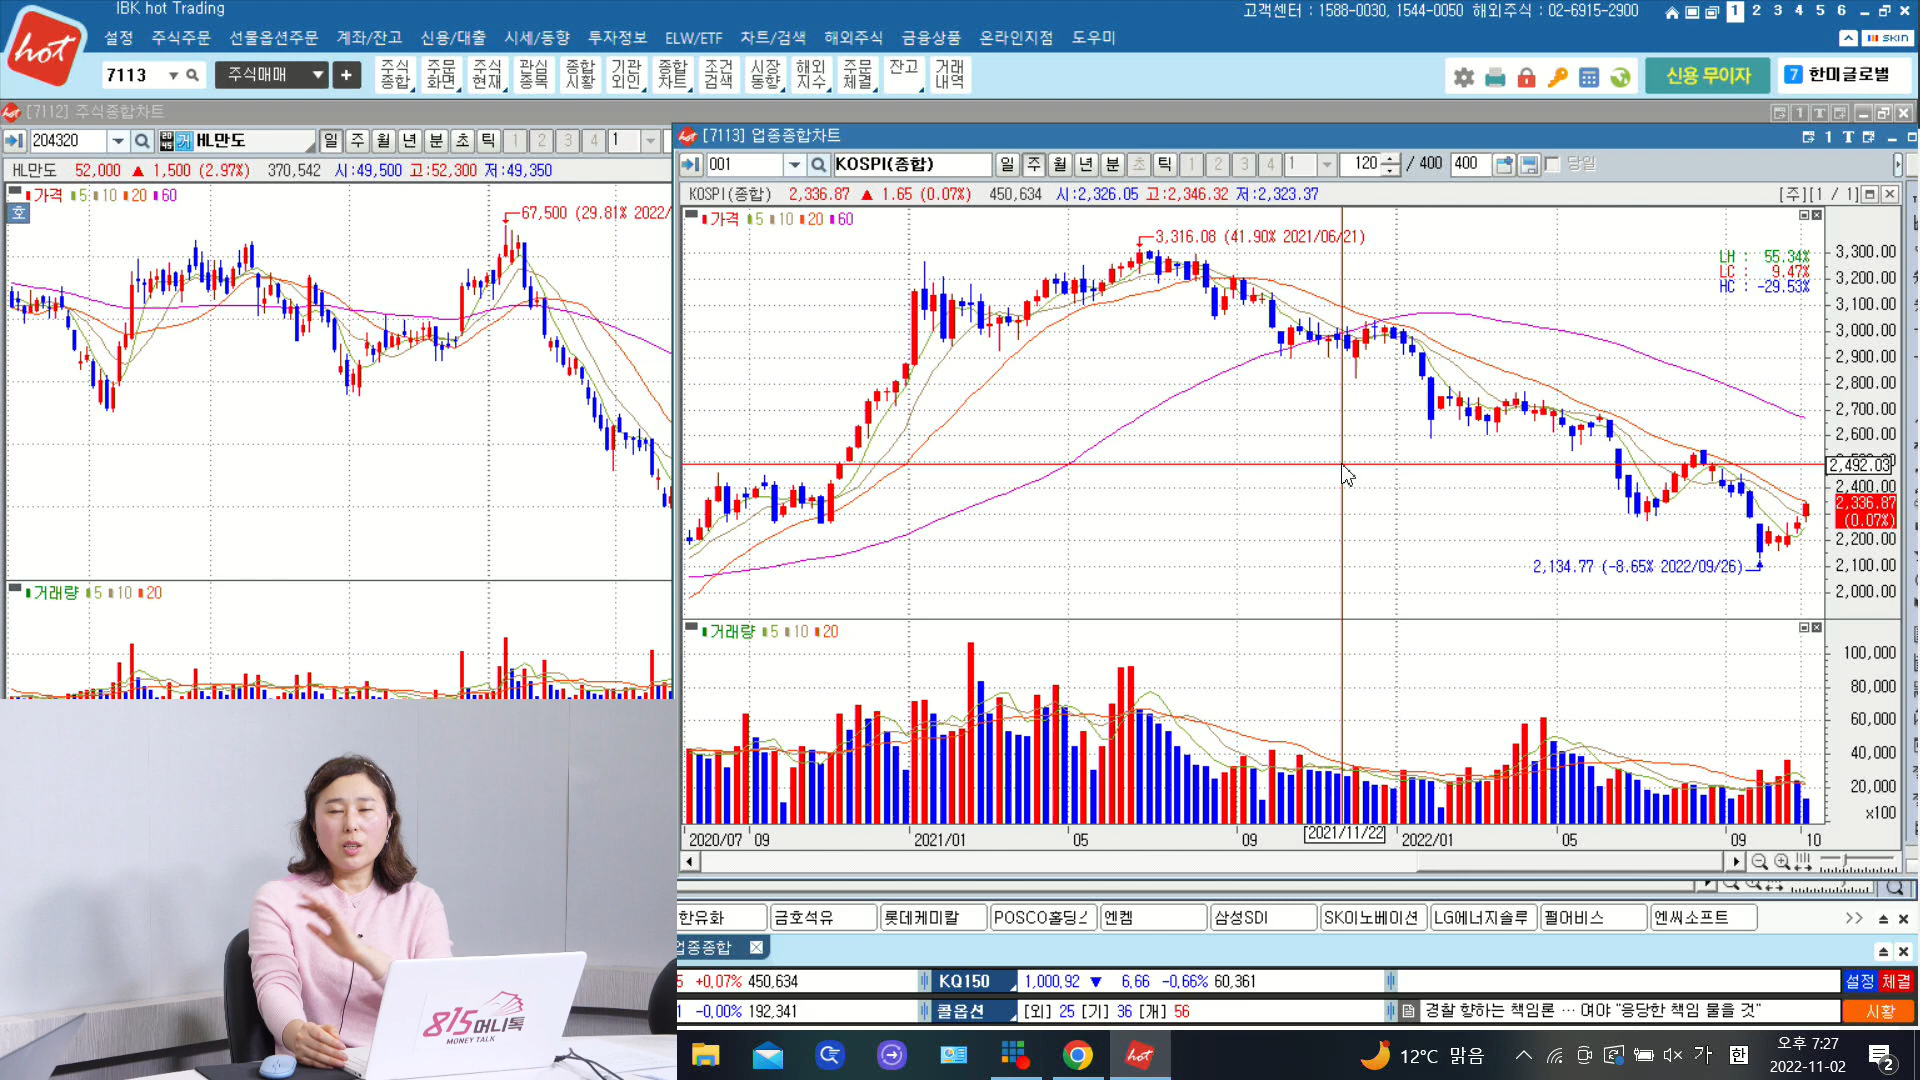 IBK hot Trading
고객센터 : 1588-0030, 1544-0050 해외주식 : 02-6915-2900
1 2 3 4 5 6
hot
설정 주식주문 선물옵션주문 계좌/잔고 신용/대출 시세/동향 투자정보 ELW/ETF 차트/검색 해외주식 금융상품 온라인지점 도우미
SKIN
7113 주식매매 +
주식종합 주문화면 주식현재 관심종목 종합시황 기관외인 종합차트 조건검색 시장동향 해외지수 주문체결 잔고 거래내역
신용 무이자 7 한미글로벌
[7112] 주식종합차트
204320 HL만도 일 주 월 년 분 초 틱 1 2 3 4 1
HL만도 52,000 ▲ 1,500 (2.97%) 370,542 시:49,500 고:52,300 저:49,350
가격 5 10 20 60
호
67,500 (29.81% 2022/
거래량 5 10 20
[7113] 업종종합차트
001 KOSPI(종합) 일 주 월 년 분 초 틱 1 2 3 4 1 120 / 400 400 당일
KOSPI(종합) 2,336.87 ▲ 1.65 (0.07%) 450,634 시:2,326.05 고:2,346.32 저:2,323.37 [주][1 / 1]
가격 5 10 20 60
3,316.08 (41.90% 2021/06/21)
LH : 55.34%
LC : 9.47%
HC : -29.53%
3,300.00
3,200.00
3,100.00
3,000.00
2,900.00
2,800.00
2,700.00
2,600.00
2,492.03
2,400.00
2,336.87
(0.07%)
2,200.00
2,100.00
2,000.00
2,134.77 (-8.65% 2022/09/26)
거래량 5 10 20
100,000
80,000
60,000
40,000
20,000
x100
2020/07 09 2021/01 05 09 [2021/11/22] 2022/01 05 09 10
한유화 금호석유 롯데케미칼 POSCO홀딩 엔켐 삼성SDI SK이노베이션 LG에너지솔루 펄어비스 엔씨소프트
업종종합
5 +0,07% 450,634 KQ150 1,000,92 ▼ 6,66 -0,66% 60,361 설정 체결
1 -0,00% 192,341 콜옵션 [외] 25 [기] 36 [개] 56 경찰 향하는 책임론 … 여야 "응당한 책임 물을 것" 시황
815머니톡
MONEY TALK
hot
12°C 맑음 가 한 오후 7:27
2022-11-02
2